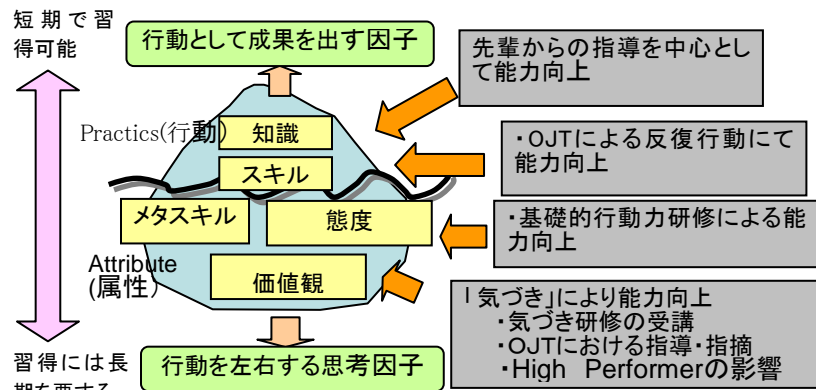 短期で習
得可能
行動として成果を出す因子
先輩からの指導を中心とし
て能力向上
Practics(行動)
知識
スキル
・OJTによる反復行動にて
能力向上
メタスキル
態度
・基礎的行動力研修による能
力向上
Attribute
(属性)
価値観
「気づき」により能力向上
・気づき研修の受講
・OJTにおける指導・指摘
・High Performerの影響
行動を左右する思考因子
習得には長
期を要する